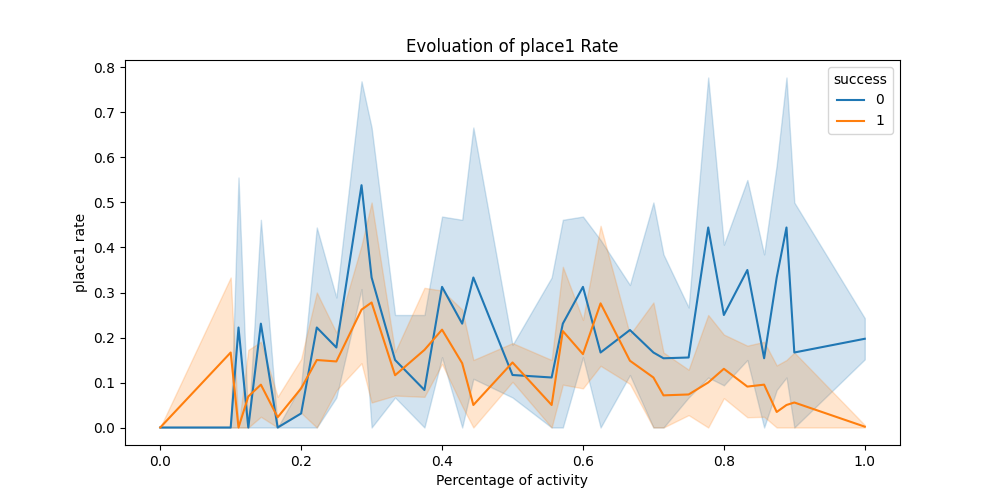 Evoluation of place1 Rate
success
0
1
place1 rate
0.8
0.7
0.6
0.5
0.4
0.3
0.2
0.1
0.0
0.0 0.2 0.4 0.6 0.8 1.0
Percentage of activity